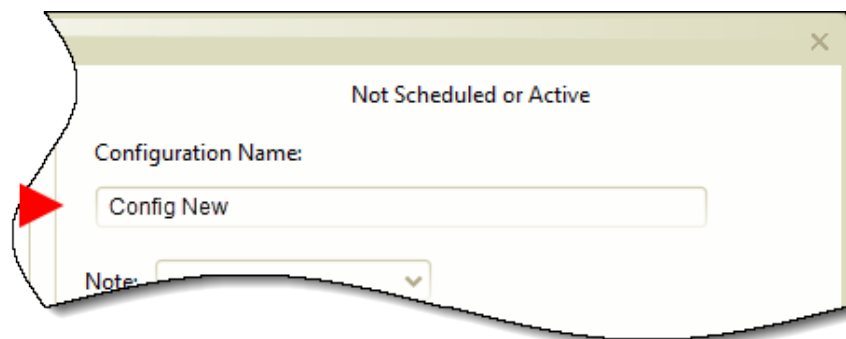 Not Scheduled or Active
Configuration Name:
Config New
Note: